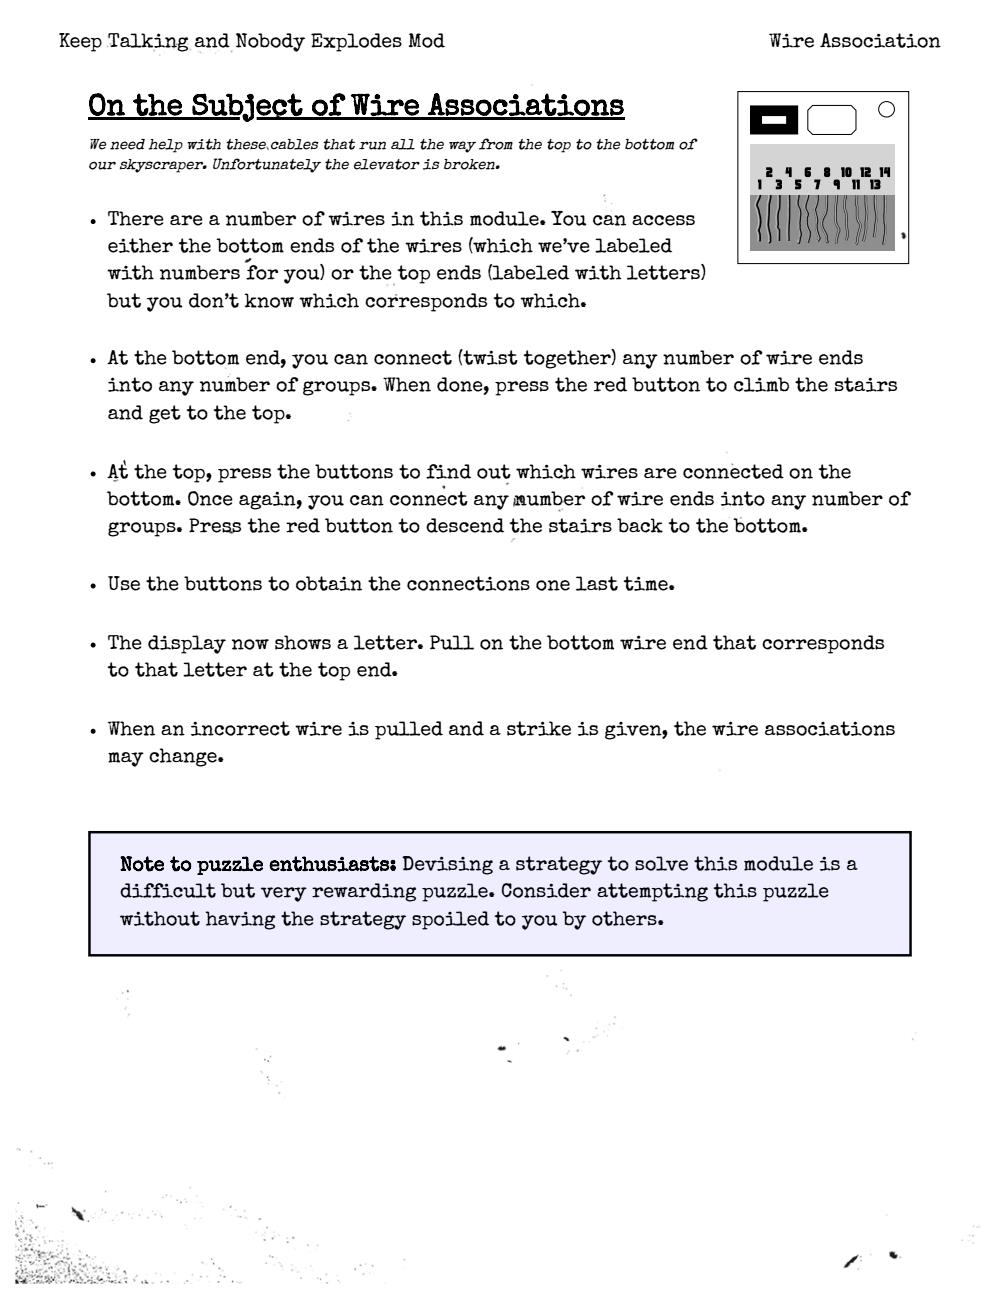 Keep Talking and Nobody Explodes Mod
Wire Association
On the Subject of Wire Associations
We need help with these cables that run all the way from the top to the bottom of
our skyscraper. Unfortunately the elevator is broken.
2 4 6 8 10 12 14
1 3 5 7 9 11 13
• There are a number of wires in this module. You can access
either the bottom ends of the wires (which we’ve labeled
with numbers for you) or the top ends (labeled with letters)
but you don’t know which corresponds to which.
• At the bottom end, you can connect (twist together) any number of wire ends
into any number of groups. When done, press the red button to climb the stairs
and get to the top.
• At the top, press the buttons to find out which wires are connected on the
bottom. Once again, you can connect any number of wire ends into any number of
groups. Press the red button to descend the stairs back to the bottom.
• Use the buttons to obtain the connections one last time.
• The display now shows a letter. Pull on the bottom wire end that corresponds
to that letter at the top end.
• When an incorrect wire is pulled and a strike is given, the wire associations
may change.
Note to puzzle enthusiasts: Devising a strategy to solve this module is a
difficult but very rewarding puzzle. Consider attempting this puzzle
without having the strategy spoiled to you by others.